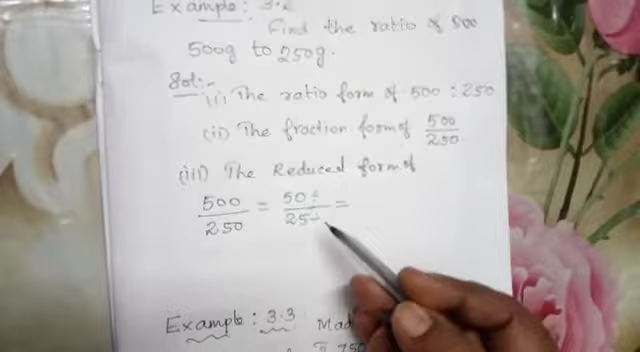 Example: 3.2
Find the ratio of 500
500g to 250g.
Sol:-
(i) The ratio form of 500 : 250
(ii) The fraction form of 500/250.
(iii) The Reduced form of
500/250 = 50÷/25÷ =
Example: 3.3